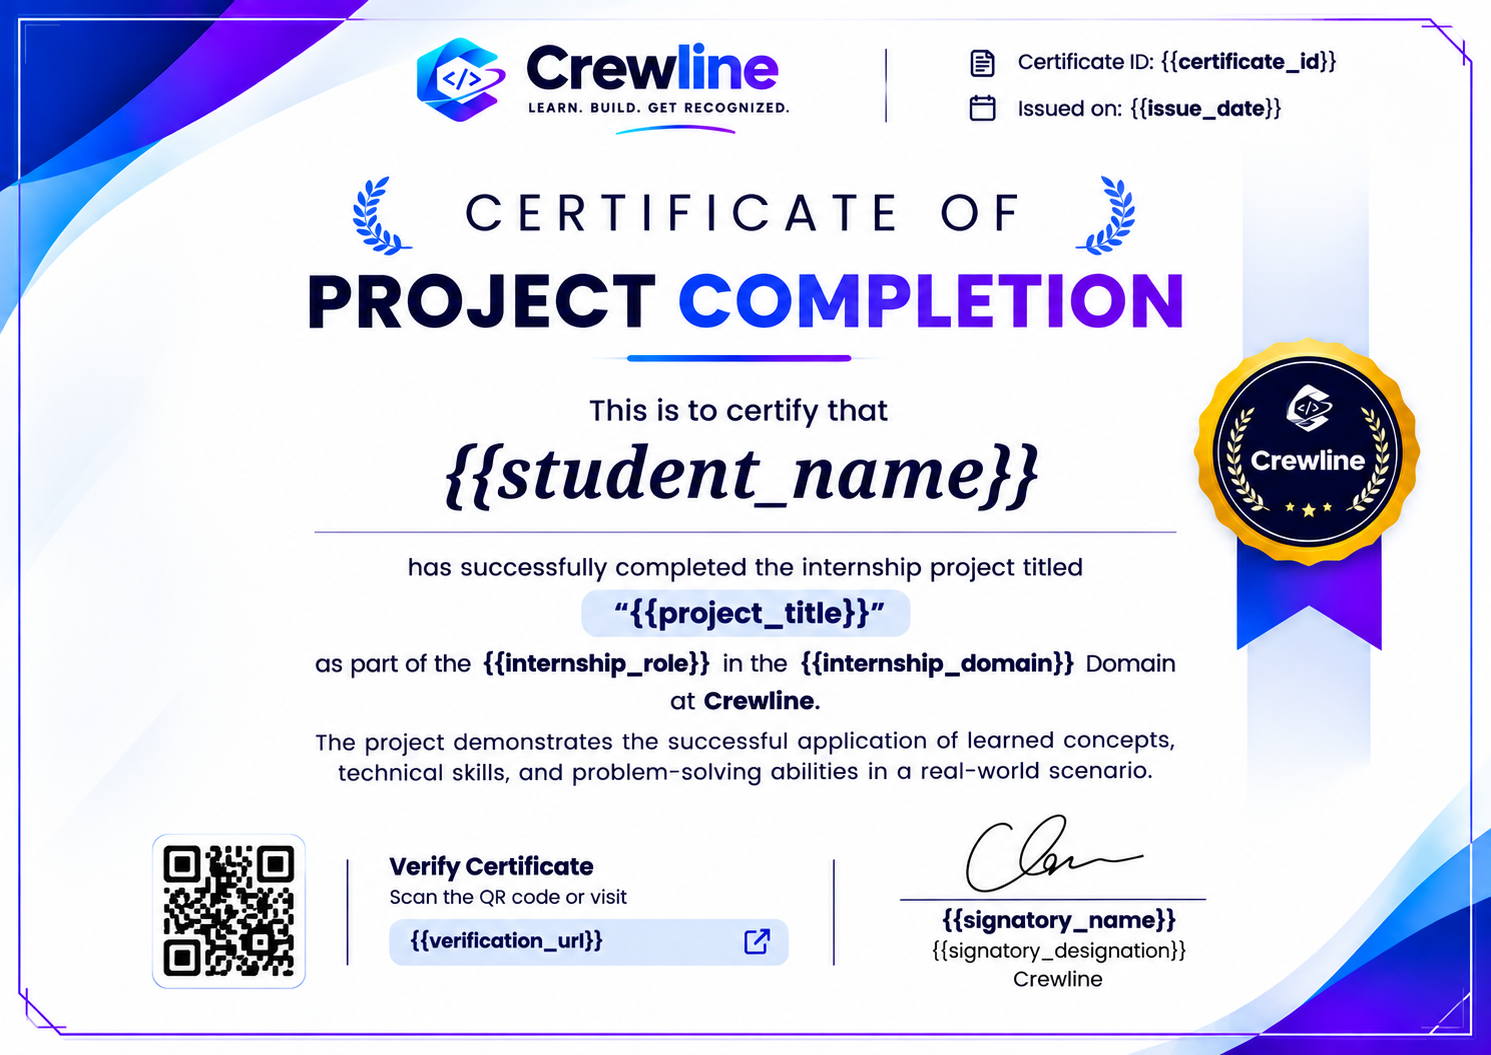 Crewline
LEARN. BUILD. GET RECOGNIZED.
Certificate ID: {{certificate_id}}
Issued on: {{issue_date}}
CERTIFICATE OF
PROJECT COMPLETION
This is to certify that
{{student_name}}
Crewline
has successfully completed the internship project titled
“{{project_title}}”
as part of the {{internship_role}} in the {{internship_domain}} Domain
at Crewline.
The project demonstrates the successful application of learned concepts,
technical skills, and problem-solving abilities in a real-world scenario.
Verify Certificate
Scan the QR code or visit
{{verification_url}}
{{signatory_name}}
{{signatory_designation}}
Crewline